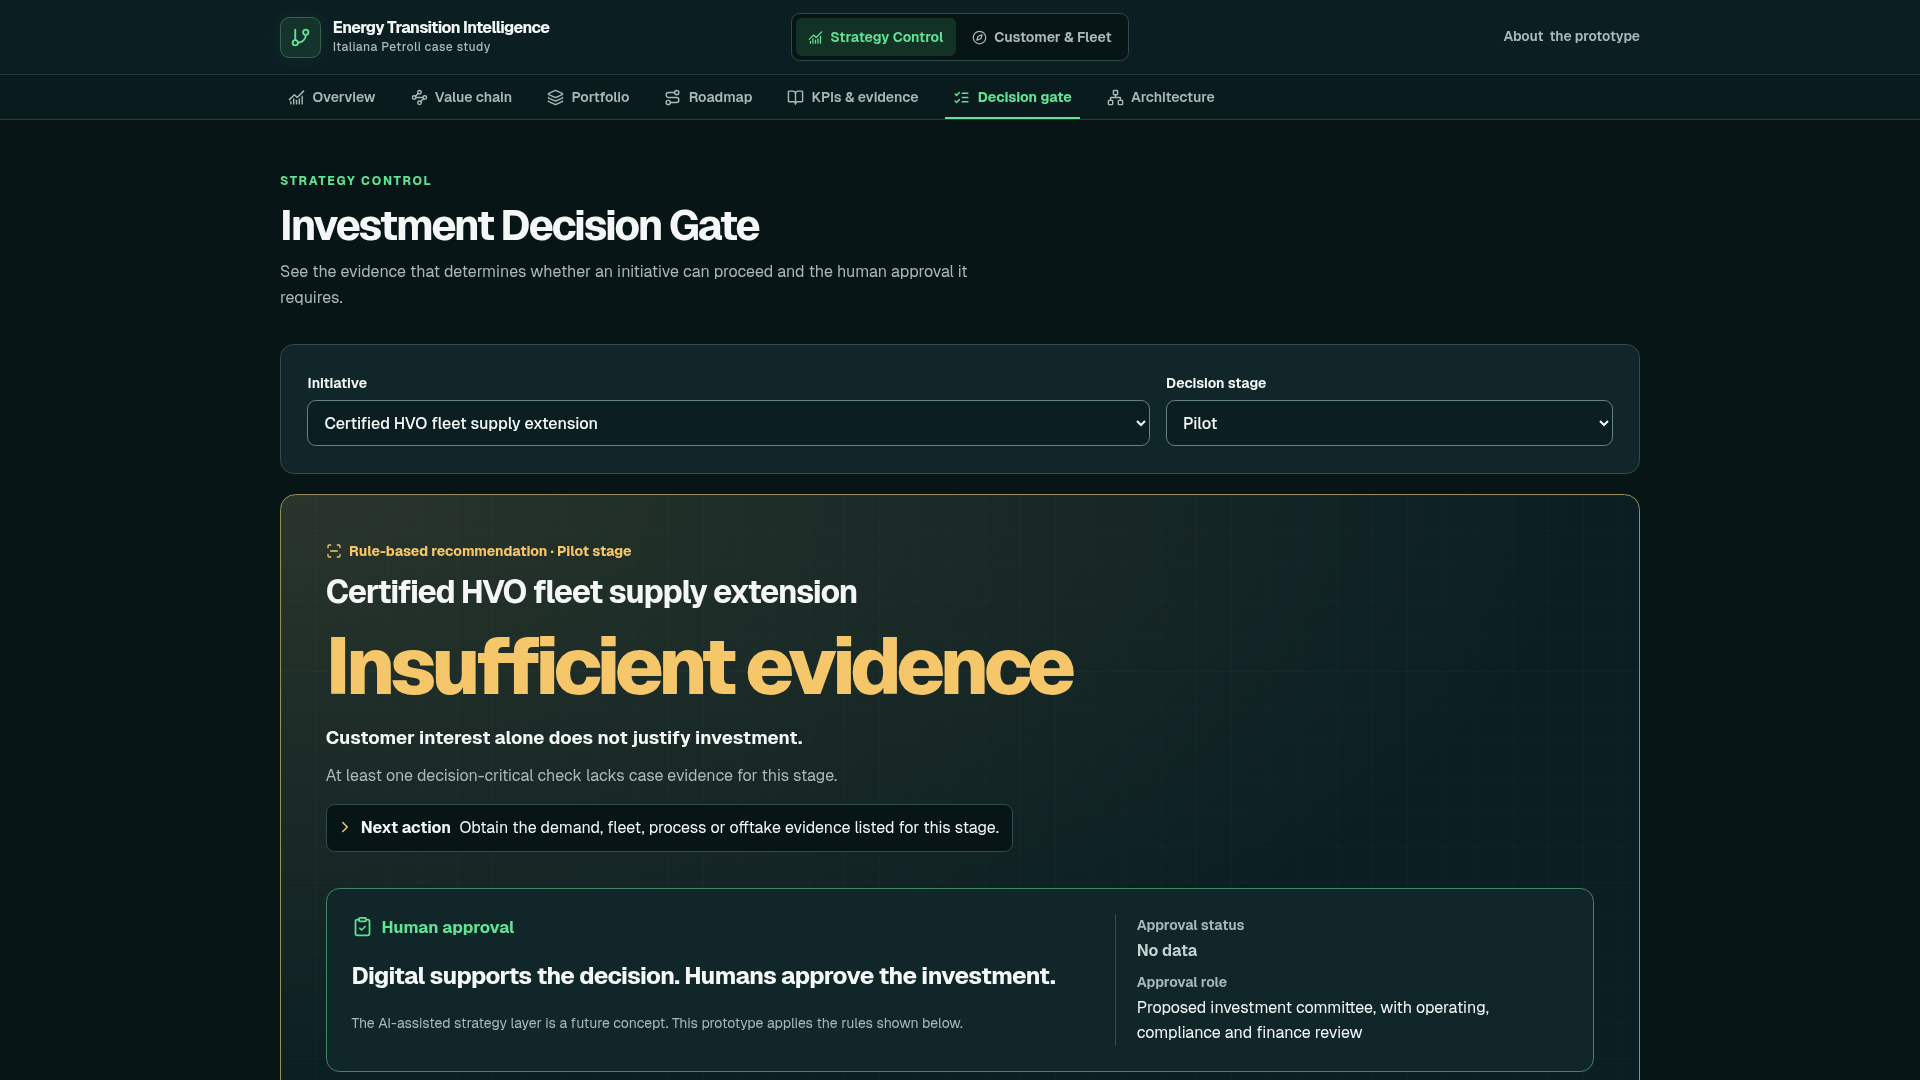 Energy Transition Intelligence
Italiana Petroli case study
Strategy Control
Customer & Fleet
About the prototype
Overview
Value chain
Portfolio
Roadmap
KPIs & evidence
Decision gate
Architecture
STRATEGY CONTROL
Investment Decision Gate
See the evidence that determines whether an initiative can proceed and the human approval it
requires.
Initiative
Certified HVO fleet supply extension
Decision stage
Pilot
Rule-based recommendation · Pilot stage
Certified HVO fleet supply extension
Insufficient evidence
Customer interest alone does not justify investment.
At least one decision-critical check lacks case evidence for this stage.
Next action Obtain the demand, fleet, process or offtake evidence listed for this stage.
Human approval
Digital supports the decision. Humans approve the investment.
The AI-assisted strategy layer is a future concept. This prototype applies the rules shown below.
Approval status
No data
Approval role
Proposed investment committee, with operating,
compliance and finance review